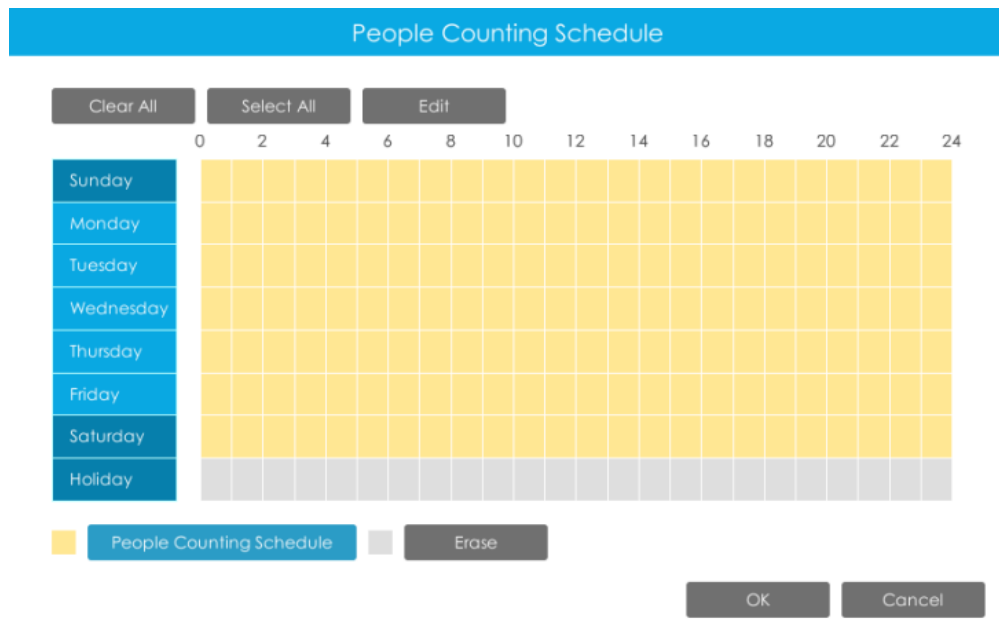 People Counting Schedule
Clear All Select All Edit
0 2 4 6 8 10 12 14 16 18 20 22 24
Sunday
Monday
Tuesday
Wednesday
Thursday
Friday
Saturday
Holiday
People Counting Schedule Erase
OK Cancel